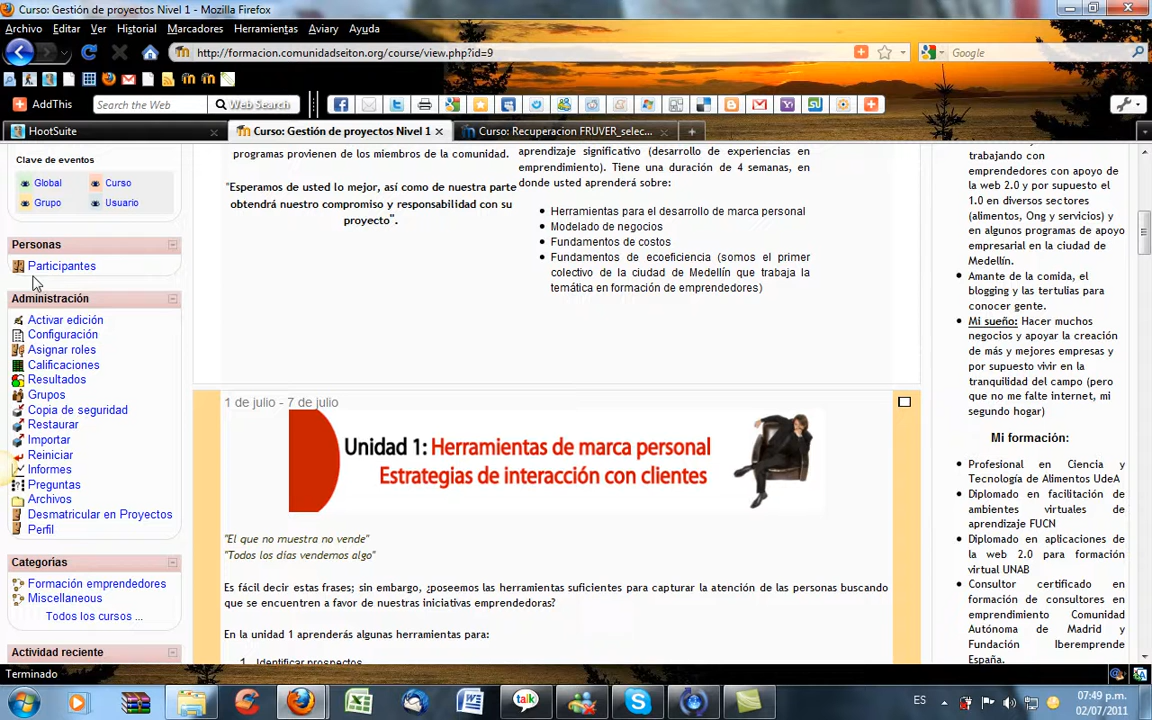 Curso: Gestión de proyectos Nivel 1 - Mozilla Firefox
Archivo Editar Ver Historial Marcadores Herramientas Aviary Ayuda
http://formacion.comunidadseiton.org/course/view.php?id=9
Google
AddThis
Search the Web
Web Search
HootSuite
Curso: Gestión de proyectos Nivel 1
Curso: Recuperacion FRUVER_selec...
Clave de eventos
Global
Curso
Grupo
Usuario
Personas
Participantes
Administración
Activar edición
Configuración
Asignar roles
Calificaciones
Resultados
Grupos
Copia de seguridad
Restaurar
Importar
Reiniciar
Informes
Preguntas
Archivos
Desmatricular en Proyectos
Perfil
Categorías
Formación emprendedores
Miscellaneous
Todos los cursos ...
Actividad reciente
programas provienen de los miembros de la comunidad.
"Esperamos de usted lo mejor, así como de nuestra parte
obtendrá nuestro compromiso y responsabilidad con su
proyecto".
aprendizaje significativo (desarrollo de experiencias en
emprendimiento). Tiene una duración de 4 semanas, en
donde usted aprenderá sobre:
Herramientas para el desarrollo de marca personal
Modelado de negocios
Fundamentos de costos
Fundamentos de ecoeficiencia (somos el primer
colectivo de la ciudad de Medellín que trabaja la
temática en formación de emprendedores)
1 de julio - 7 de julio
Unidad 1: Herramientas de marca personal
Estrategias de interacción con clientes
"El que no muestra no vende"
"Todos los días vendemos algo"
Es fácil decir estas frases; sin embargo, ¿poseemos las herramientas suficientes para capturar la atención de las personas buscando
que se encuentren a favor de nuestras iniciativas emprendedoras?
En la unidad 1 aprenderás algunas herramientas para:
1. Identificar prospectos
trabajando con
emprendedores con apoyo de
la web 2.0 y por supuesto el
1.0 en diversos sectores
(alimentos, Ong y servicios) y
en algunos programas de apoyo
empresarial en la ciudad de
Medellín.
Amante de la comida, el
blogging y las tertulias para
conocer gente.
Mi sueño: Hacer muchos
negocios y apoyar la creación
de más y mejores empresas y
por supuesto vivir en la
tranquilidad del campo (pero
que no me falte internet, mi
segundo hogar)
Mi formación:
Profesional en Ciencia y
Tecnología de Alimentos UdeA
Diplomado en facilitación de
ambientes virtuales de
aprendizaje FUCN
Diplomado en aplicaciones de
la web 2.0 para formación
virtual UNAB
Consultor certificado en
formación de consultores en
emprendimiento Comunidad
Autónoma de Madrid y
Fundación Iberemprende
España.
Terminado
talk
ES
07:49 p.m.
02/07/2011